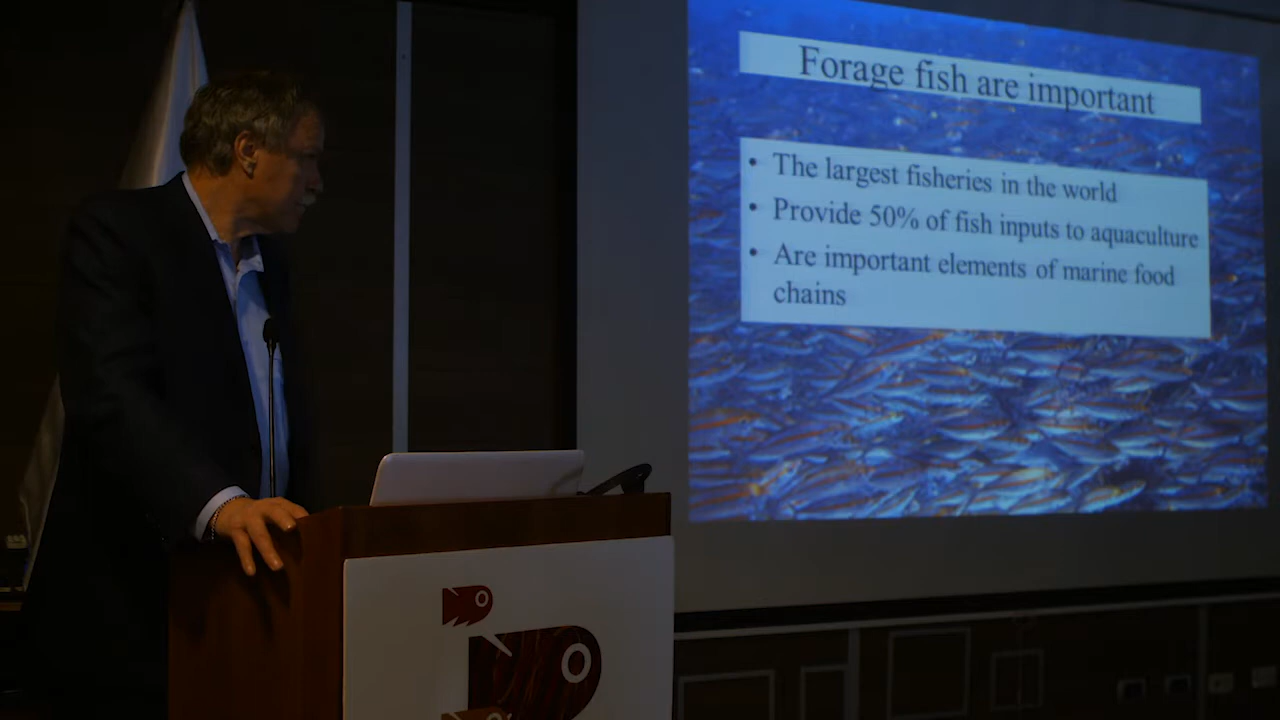 Forage fish are important
• The largest fisheries in the world
• Provide 50% of fish inputs to aquaculture
• Are important elements of marine food
chains